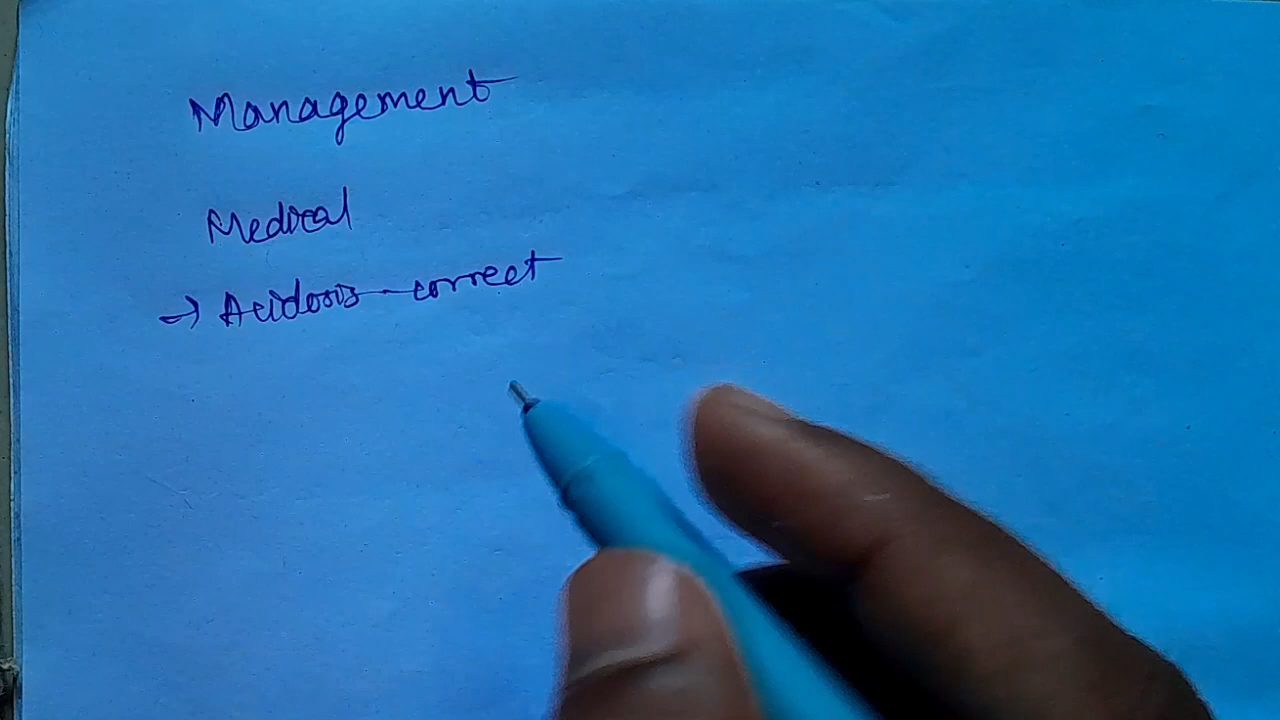 Management
Medical
→ Acidosis - correct